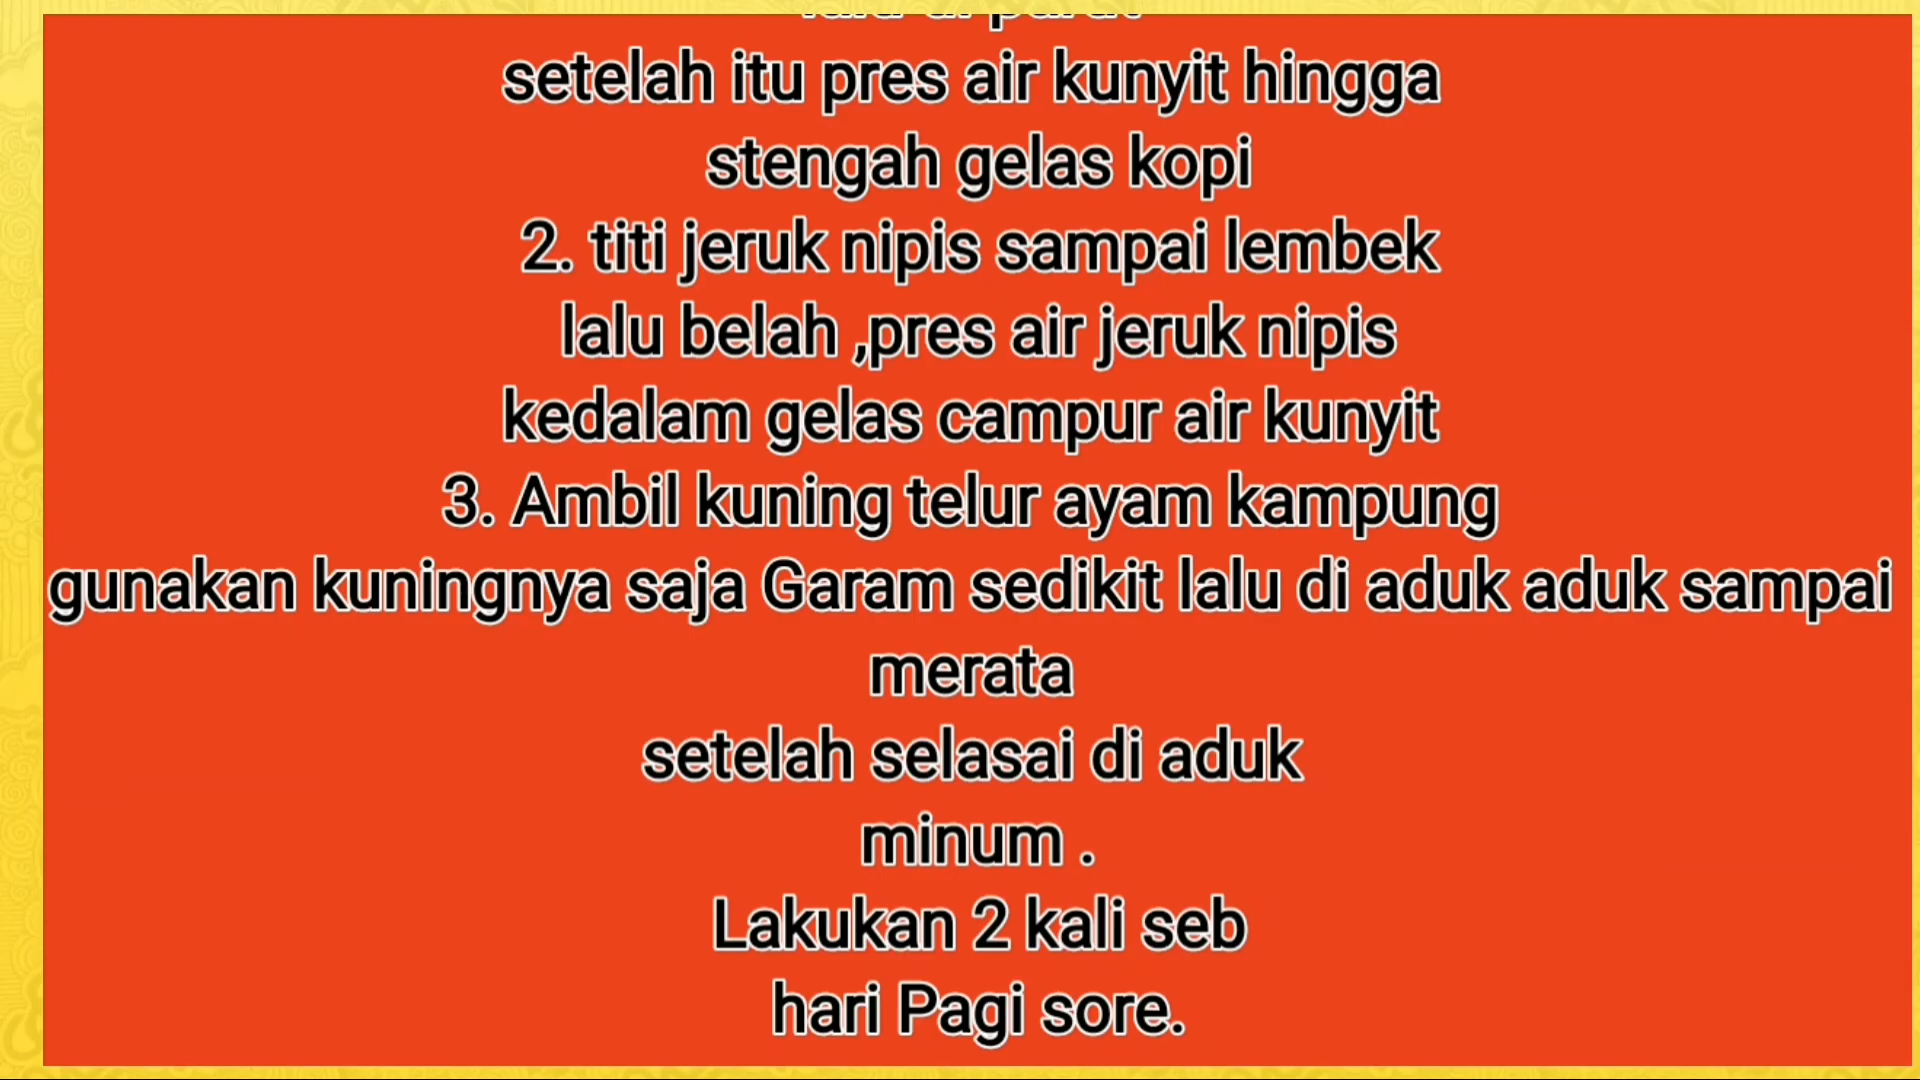 setelah itu pres air kunyit hingga
stengah gelas kopi
2. titi jeruk nipis sampai lembek
lalu belah ,pres air jeruk nipis
kedalam gelas campur air kunyit
3. Ambil kuning telur ayam kampung
gunakan kuningnya saja Garam sedikit lalu di aduk aduk sampai
merata
setelah selasai di aduk
minum .
Lakukan 2 kali seb
hari Pagi sore.